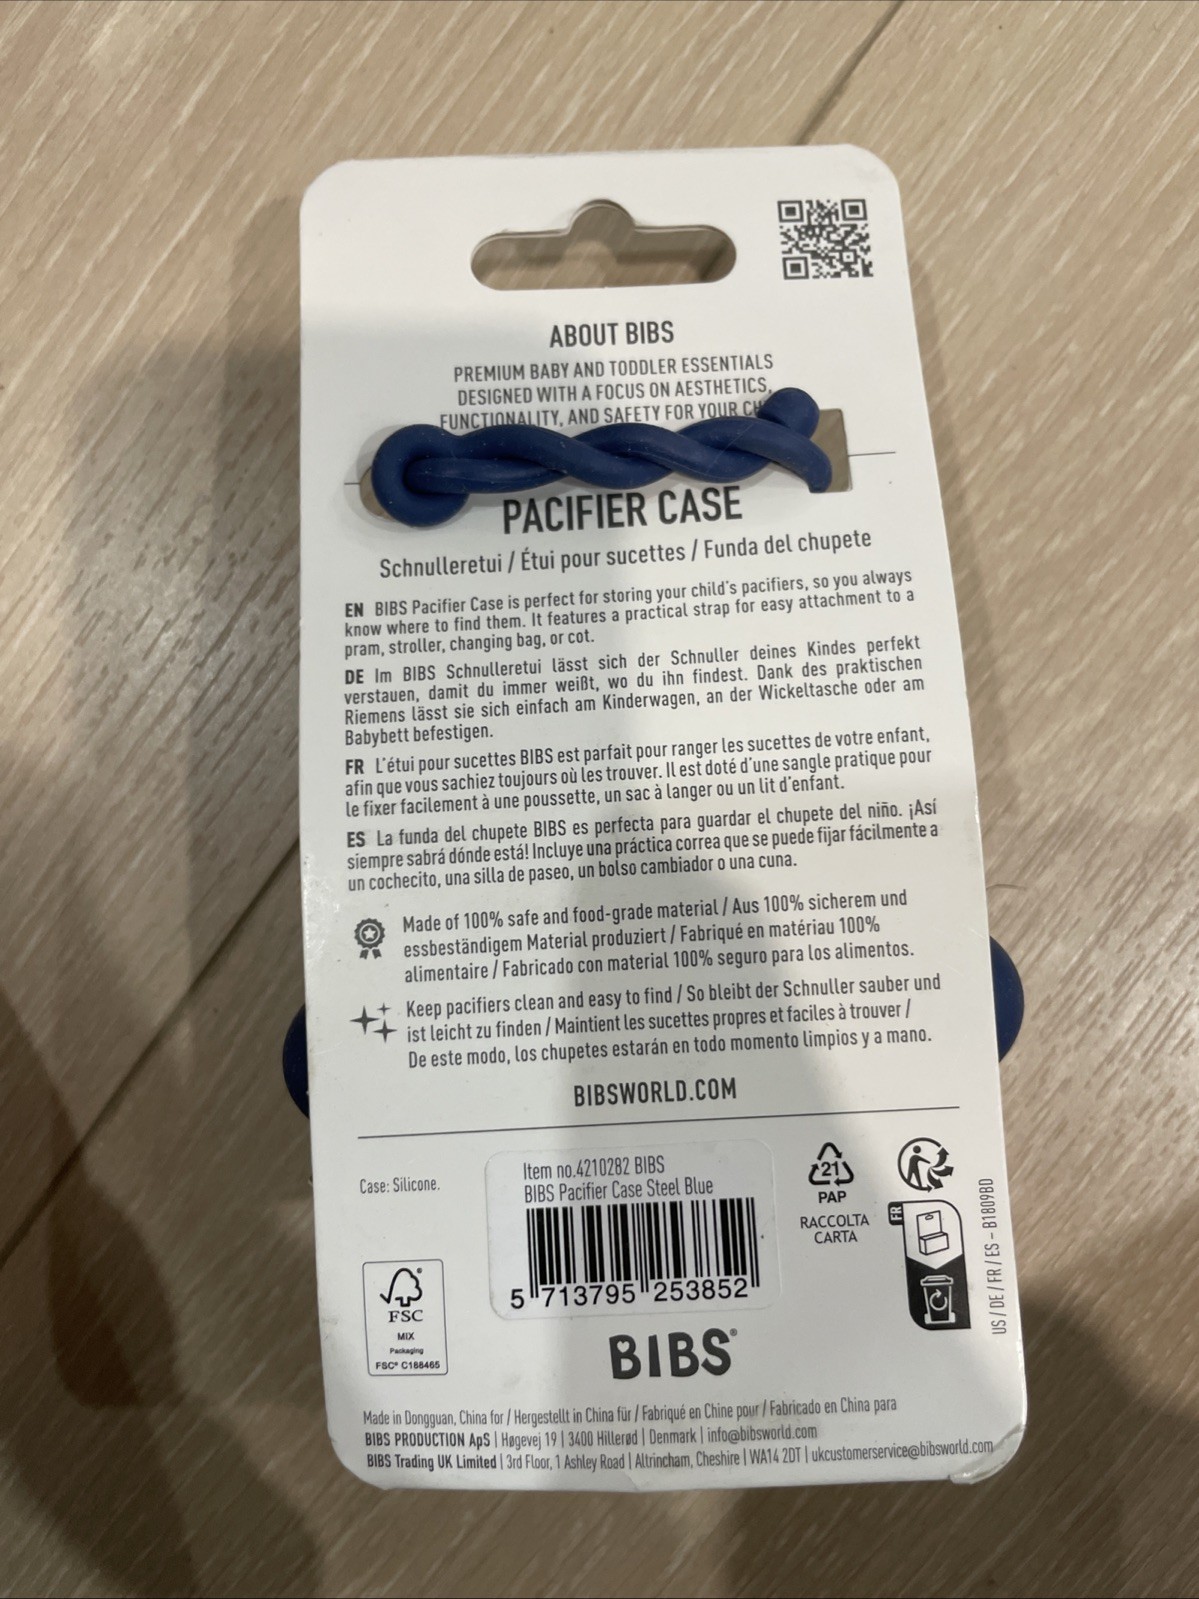 ABOUT BIBS
PREMIUM BABY AND TODDLER ESSENTIALS
DESIGNED WITH A FOCUS ON AESTHETICS,
FUNCTIONALITY, AND SAFETY FOR YOUR
PACIFIER CASE
Schnulleretui / Étui pour sucettes / Funda del chupete
EN BIBS Pacifier Case is perfect for storing your child's pacifiers, so you always
know where to find them. It features a practical strap for easy attachment to a
pram, stroller, changing bag, or cot.
DE Im BIBS Schnulleretui lässt sich der Schnuller deines Kindes perfekt
verstauen, damit du immer weißt, wo du ihn findest. Dank des praktischen
Riemens lässt sie sich einfach am Kinderwagen, an der Wickeltasche oder am
Babybett befestigen.
FR L'étui pour sucettes BIBS est parfait pour ranger les sucettes de votre enfant,
afin que vous sachiez toujours où les trouver. Il est doté d'une sangle pratique pour
le fixer facilement à une poussette, un sac à langer ou un lit d'enfant.
ES La funda del chupete BIBS es perfecta para guardar el chupete del niño. ¡Así
siempre sabrá dónde está! Incluye una práctica correa que se puede fijar fácilmente a
un cochecito, una silla de paseo, un bolso cambiador o una cuna.
Made of 100% safe and food-grade material / Aus 100% sicherem und
essbeständigem Material produziert / Fabriqué en matériau 100%
alimentaire / Fabricado con material 100% seguro para los alimentos.
Keep pacifiers clean and easy to find / So bleibt der Schnuller sauber und
ist leicht zu finden / Maintient les sucettes propres et faciles à trouver /
De este modo, los chupetes estarán en todo momento limpios y a mano.
BIBSWORLD.COM
Case: Silicone.
Item no.4210282 BIBS
BIBS Pacifier Case Steel Blue
5 713795 253852
21
PAP
RACCOLTA
CARTA
FR
US / DE / FR / ES – B1809BD
FSC
MIX
Packaging
FSC® C168465
BIBS®
Made in Dongguan, China for / Hergestellt in China für / Fabriqué en Chine pour / Fabricado en China para
BIBS PRODUCTION ApS | Høgevej 19 | 3400 Hillerød | Denmark | info@bibsworld.com
BIBS Trading UK Limited | 3rd Floor, 1 Ashley Road | Altrincham, Cheshire | WA14 2DT | ukcustomerservice@bibsworld.com